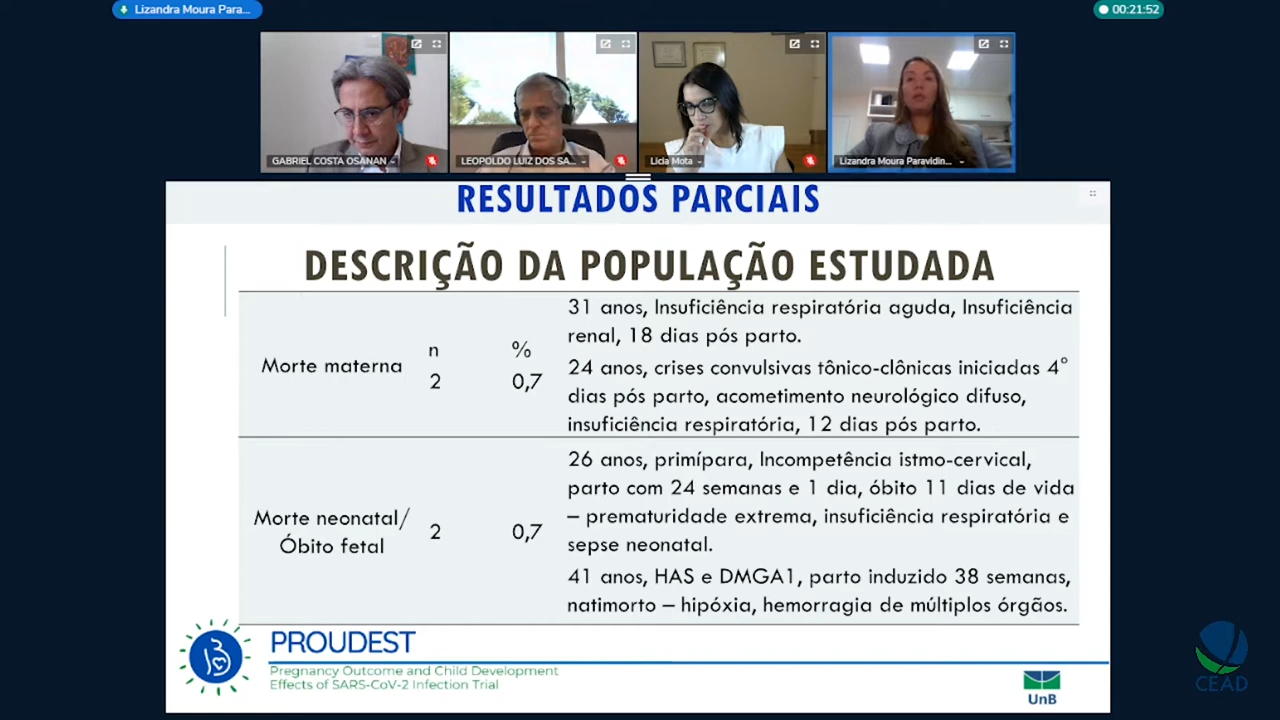 Lizandra Moura Para...
00:21:52
GABRIEL COSTA OSANAN
LEOPOLDO LUIZ DOS SA...
Licia Mota
Lizandra Moura Paravidin...
RESULTADOS PARCIAIS
DESCRIÇÃO DA POPULAÇÃO ESTUDADA
Morte materna
n
%
2
0,7
31 anos, Insuficiência respiratória aguda, Insuficiência
renal, 18 dias pós parto.
24 anos, crises convulsivas tônico-clônicas iniciadas 4°
dias pós parto, acometimento neurológico difuso,
insuficiência respiratória, 12 dias pós parto.
Morte neonatal/
Óbito fetal
2
0,7
26 anos, primípara, Incompetência istmo-cervical,
parto com 24 semanas e 1 dia, óbito 11 dias de vida
– prematuridade extrema, insuficiência respiratória e
sepse neonatal.
41 anos, HAS e DMGA1, parto induzido 38 semanas,
natimorto – hipóxia, hemorragia de múltiplos órgãos.
PROUDEST
Pregnancy Outcome and Child Development
Effects of SARS-CoV-2 Infection Trial
UnB
CEAD